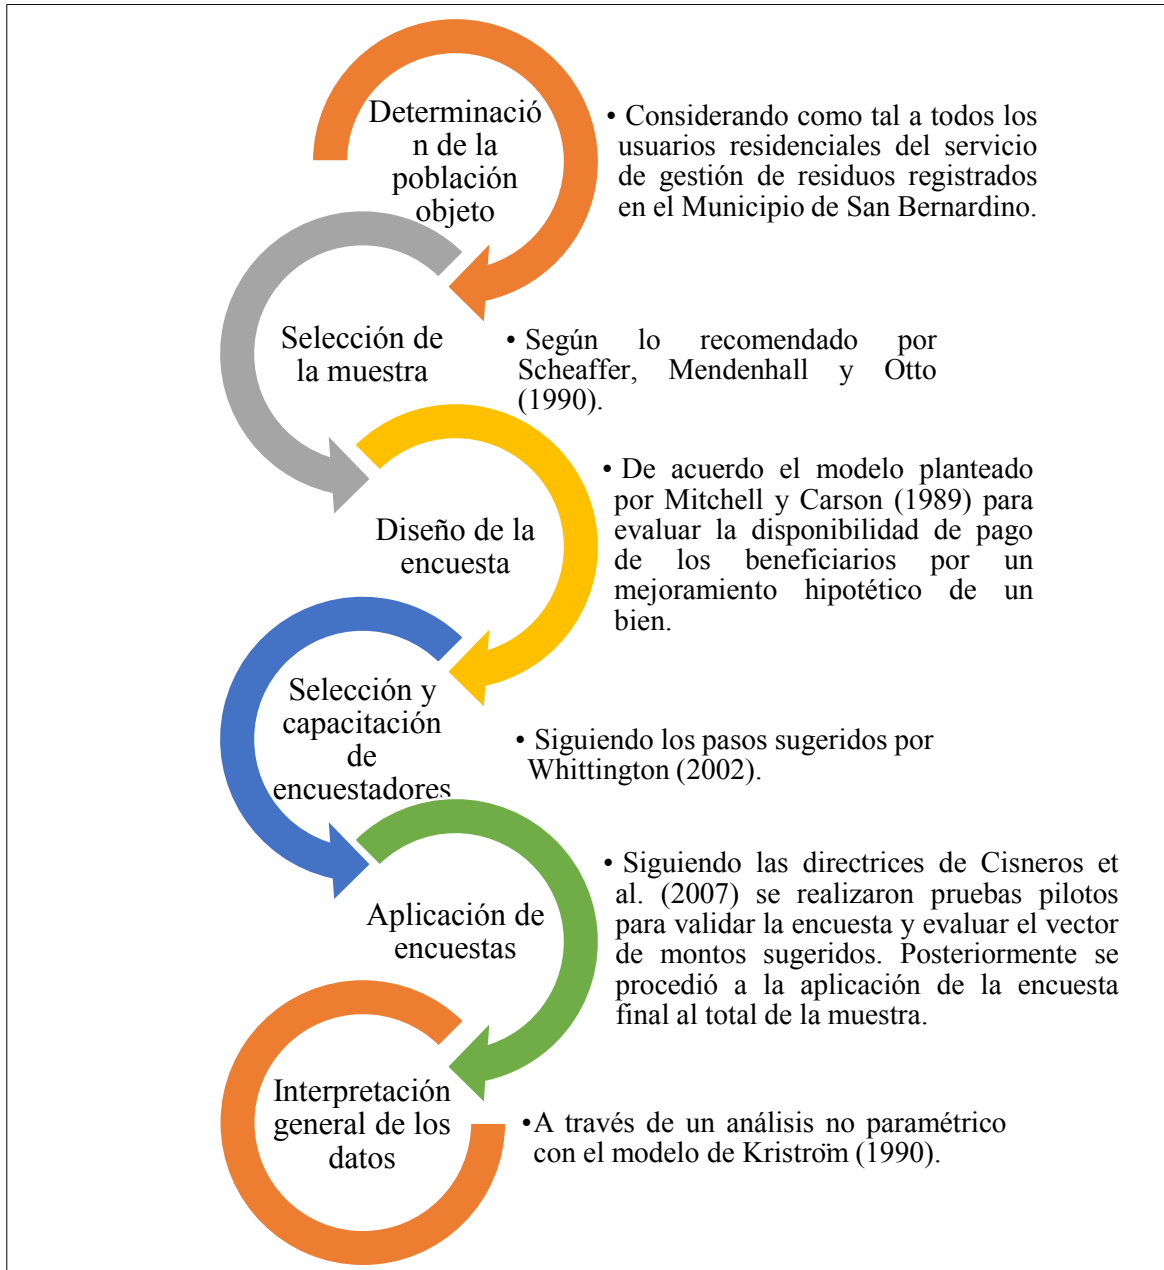 Determinació
n de la
población
objeto
• Considerando como tal a todos los
usuarios residenciales del servicio
de gestión de residuos registrados
en el Municipio de San Bernardino.
Selección de
la muestra
• Según lo recomendado por
Scheaffer, Mendenhall y Otto
(1990).
Diseño de la
encuesta
• De acuerdo el modelo planteado
por Mitchell y Carson (1989) para
evaluar la disponibilidad de pago
de los beneficiarios por un
mejoramiento hipotético de un
bien.
Selección y
capacitación
de
encuestadores
• Siguiendo los pasos sugeridos por
Whittington (2002).
Aplicación de
encuestas
• Siguiendo las directrices de Cisneros et
al. (2007) se realizaron pruebas pilotos
para validar la encuesta y evaluar el vector
de montos sugeridos. Posteriormente se
procedió a la aplicación de la encuesta
final al total de la muestra.
Interpretación
general de los
datos
•A través de un análisis no paramétrico
con el modelo de Kriströim (1990).